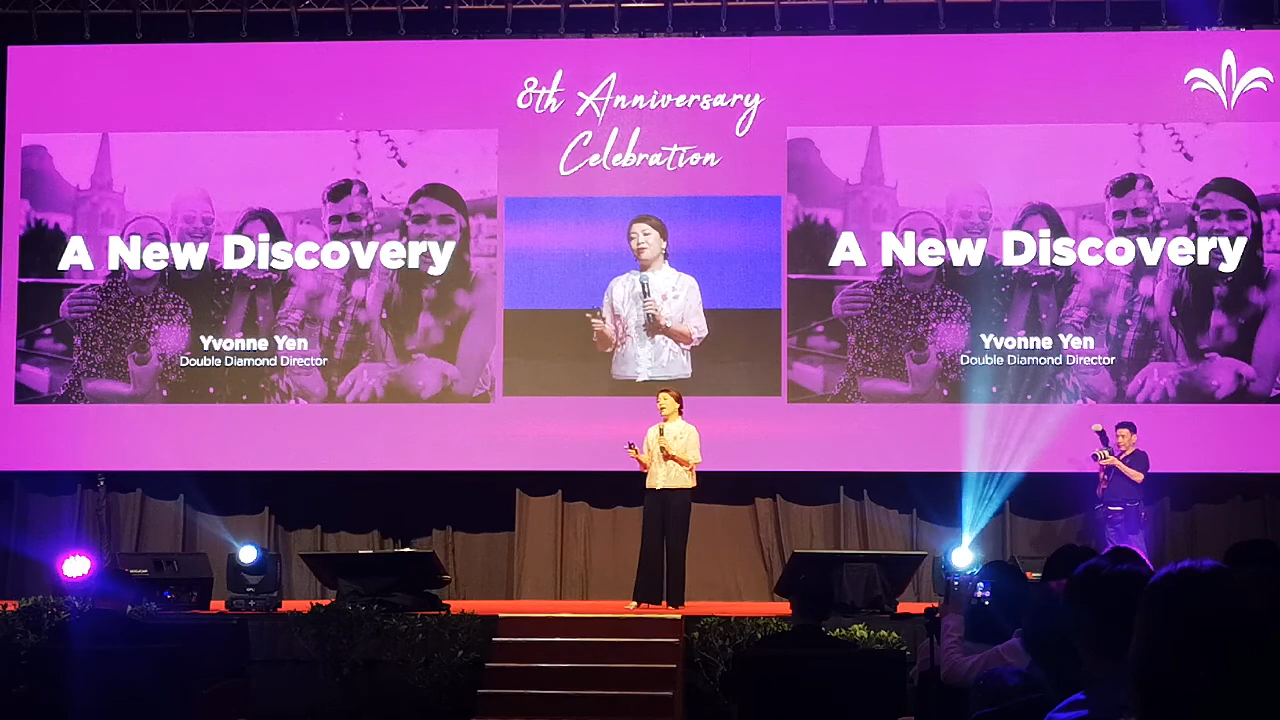 8th Anniversary
Celebration
A New Discovery
Yvonne Yen
Double Diamond Director
A New Discovery
Yvonne Yen
Double Diamond Director